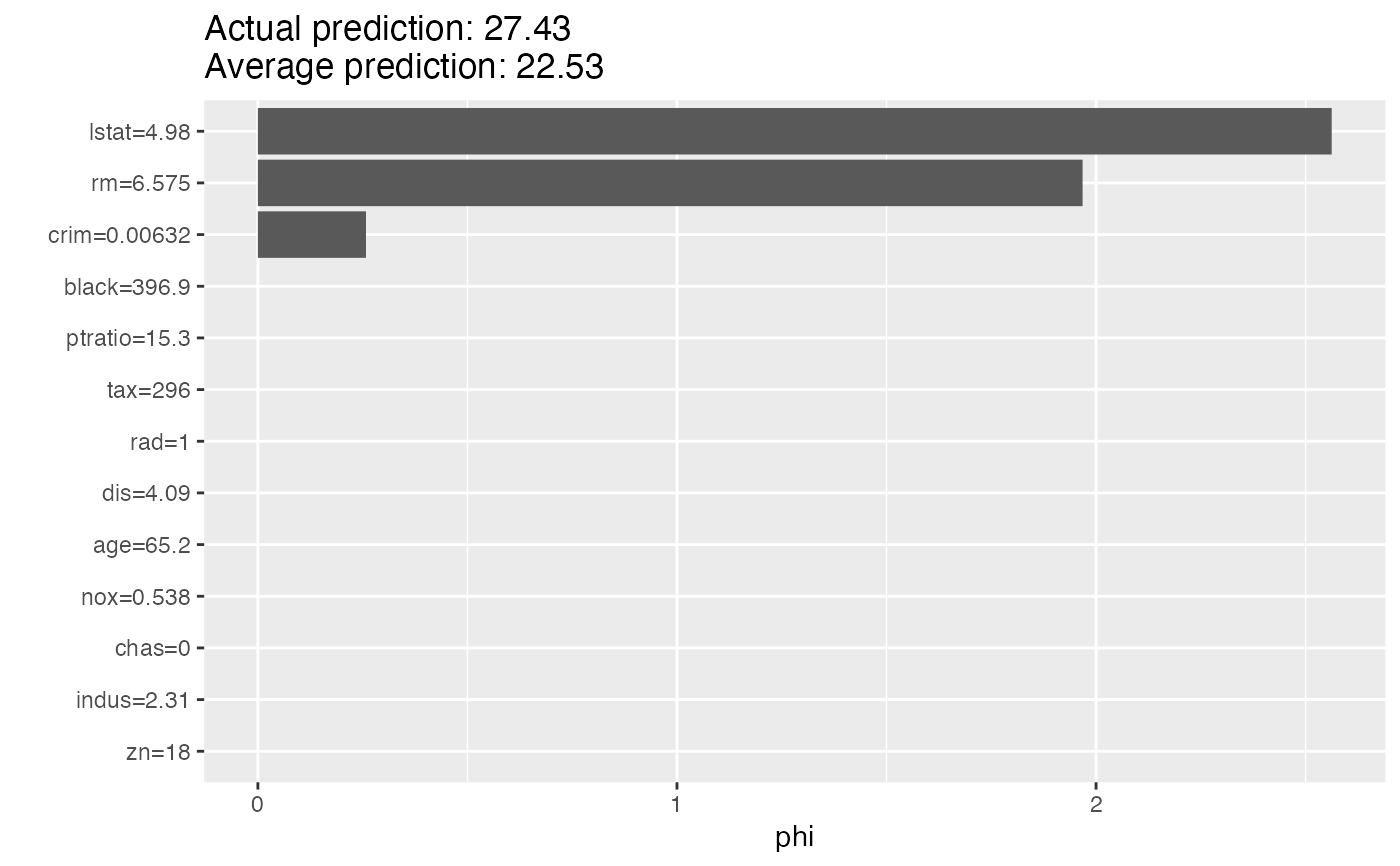 Actual prediction: 27.43
Average prediction: 22.53
lstat=4.98
rm=6.575
crim=0.00632
black=396.9
ptratio=15.3
tax=296
rad=1
dis=4.09
age=65.2
nox=0.538
chas=0
indus=2.31
zn=18
0 1 2
phi